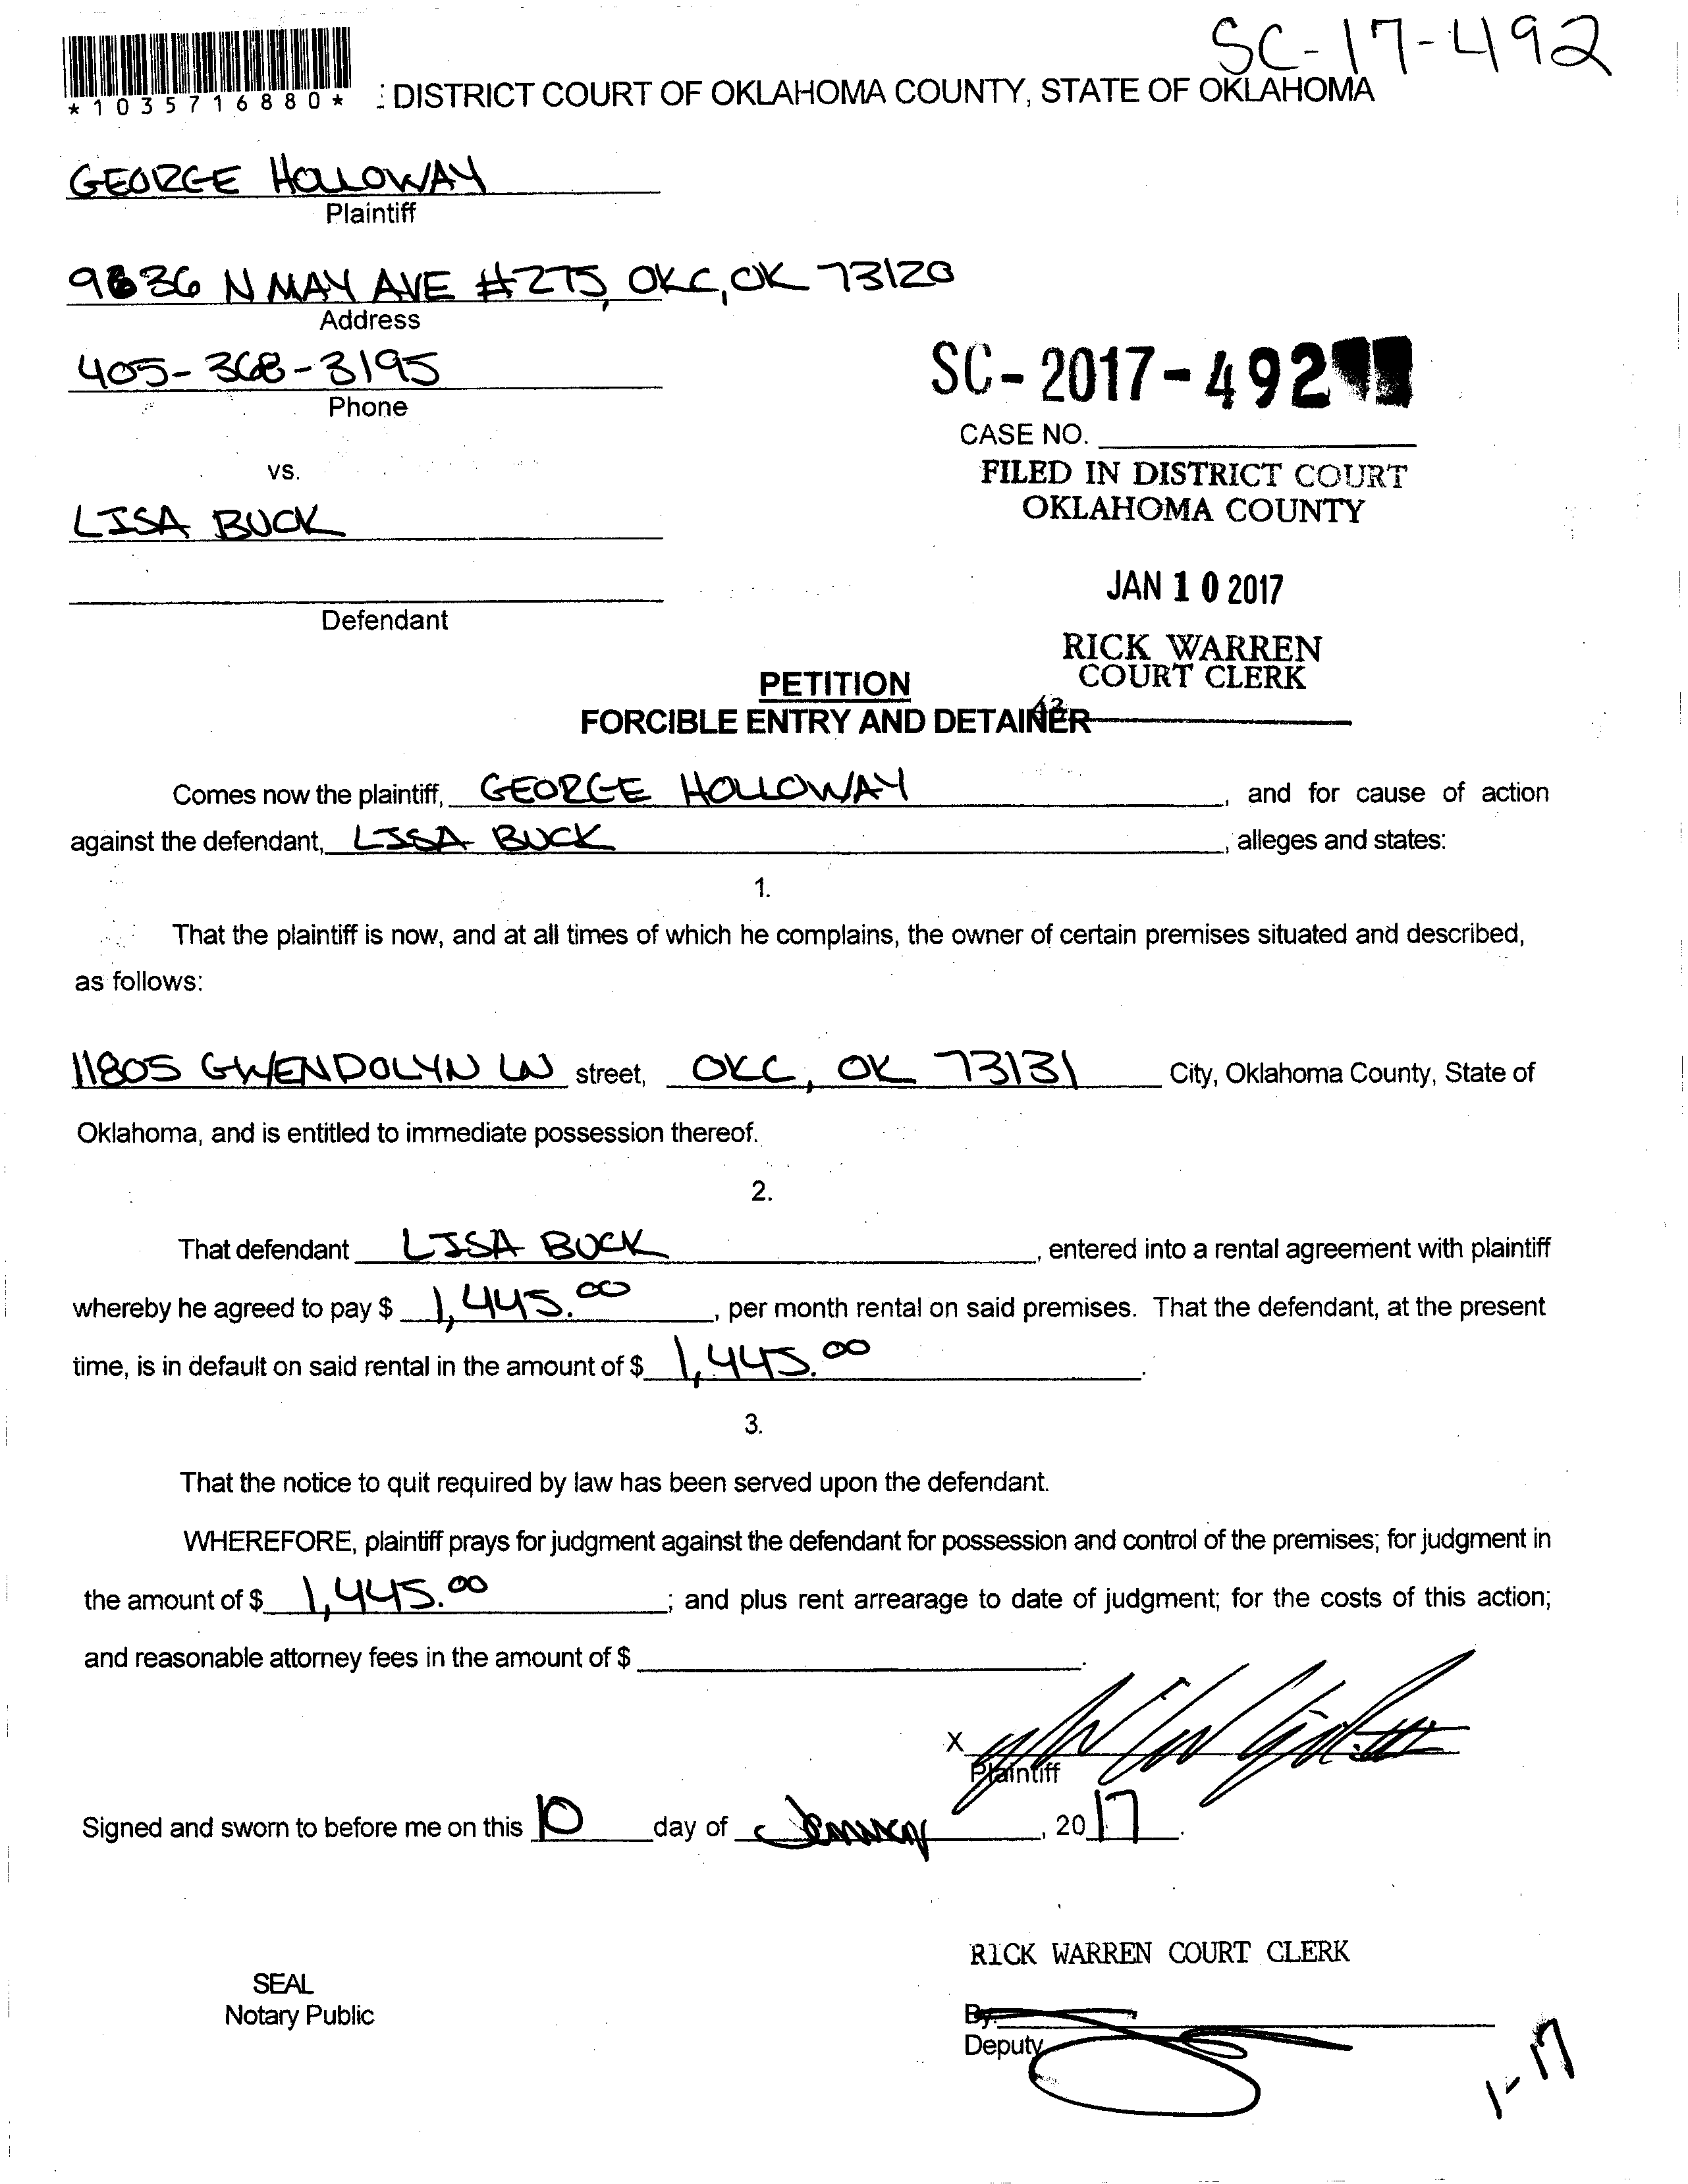 SC-17-492
*1035716880*
: DISTRICT COURT OF OKLAHOMA COUNTY, STATE OF OKLAHOMA
GEORGE HOLLOWAY
Plaintiff
N MAY AVE #275, OKC, OK 73120
Address
405-368-3195
Phone
SC-2017-492
CASE NO.
vs.
FILED IN DISTRICT COURT
OKLAHOMA COUNTY
LISA BUCK
JAN 10 2017
Defendant
RICK WARREN
COURT CLERK
PETITION
FORCIBLE ENTRY AND DETAINER
Comes now the plaintiff, GEORGE HOLLOWAY, and for cause of action
against the defendant, LISA BUCK, alleges and states:
1.
That the plaintiff is now, and at all times of which he complains, the owner of certain premises situated and described,
as follows:
11805 GWENDOLYN LN street, OKC, OK 73131 City, Oklahoma County, State of
Oklahoma, and is entitled to immediate possession thereof.
2.
That defendant LISA BUCK, entered into a rental agreement with plaintiff
whereby he agreed to pay $ 1,445.00, per month rental on said premises. That the defendant, at the present
time, is in default on said rental in the amount of $ 1,445.00.
3.
That the notice to quit required by law has been served upon the defendant.
WHEREFORE, plaintiff prays for judgment against the defendant for possession and control of the premises; for judgment in
the amount of $ 1,445.00; and plus rent arrearage to date of judgment; for the costs of this action;
and reasonable attorney fees in the amount of $ .
X
Plaintiff
Signed and sworn to before me on this 10 day of January, 2017.
RICK WARREN COURT CLERK
SEAL
Notary Public
By:
Deputy
1-17